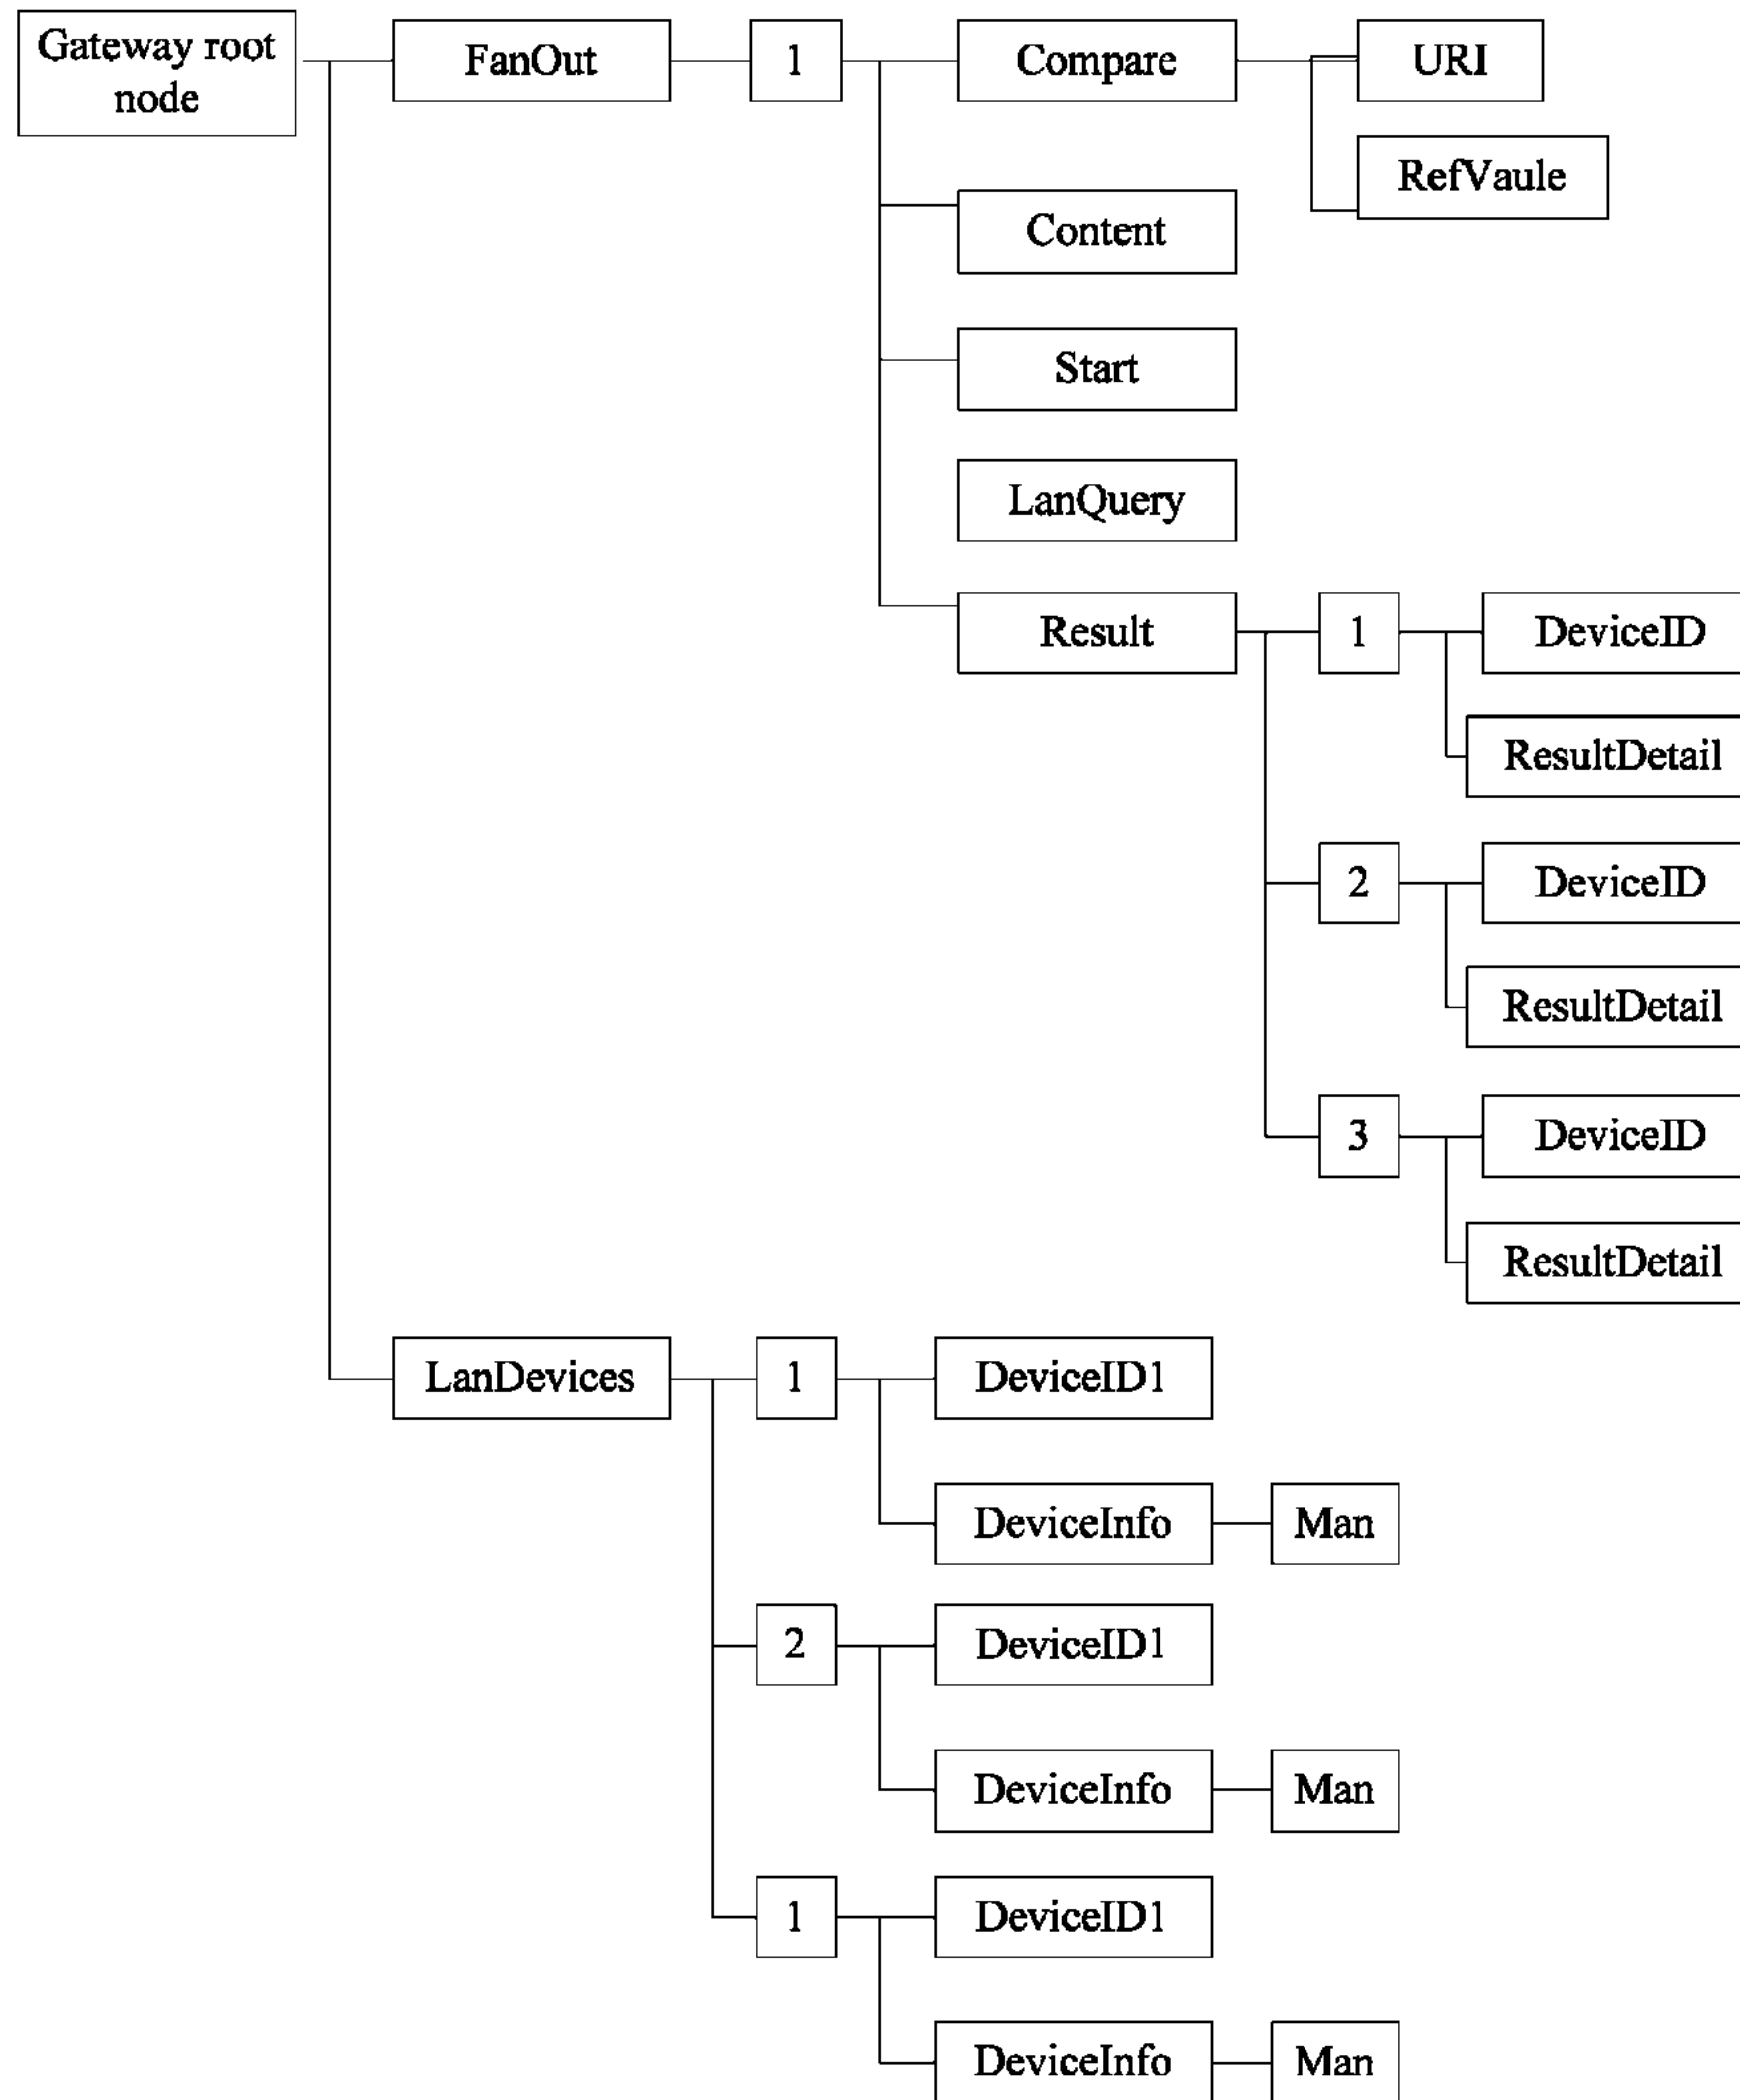 Gateway root
node
FanOut
1
Compare
URI
RefVaule
Content
Start
LanQuery
Result
1
DeviceID
ResultDetail
2
DeviceID
ResultDetail
3
DeviceID
ResultDetail
LanDevices
1
DeviceID1
DeviceInfo
Man
2
DeviceID1
DeviceInfo
Man
1
DeviceID1
DeviceInfo
Man